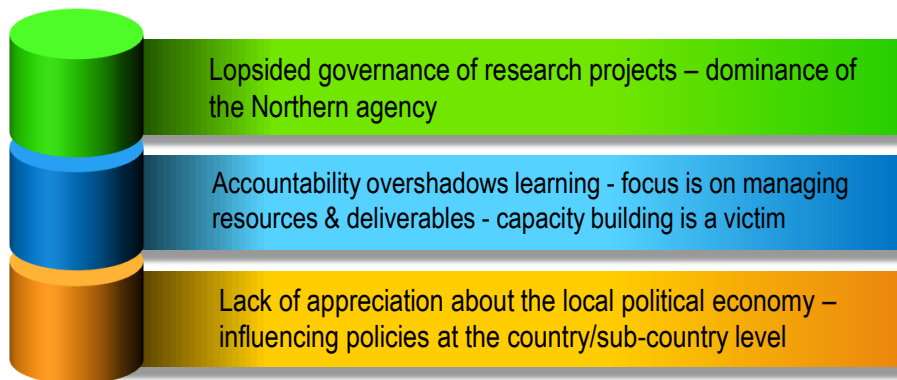 Lopsided governance of research projects – dominance of
the Northern agency
Accountability overshadows learning - focus is on managing
resources & deliverables - capacity building is a victim
Lack of appreciation about the local political economy –
influencing policies at the country/sub-country level